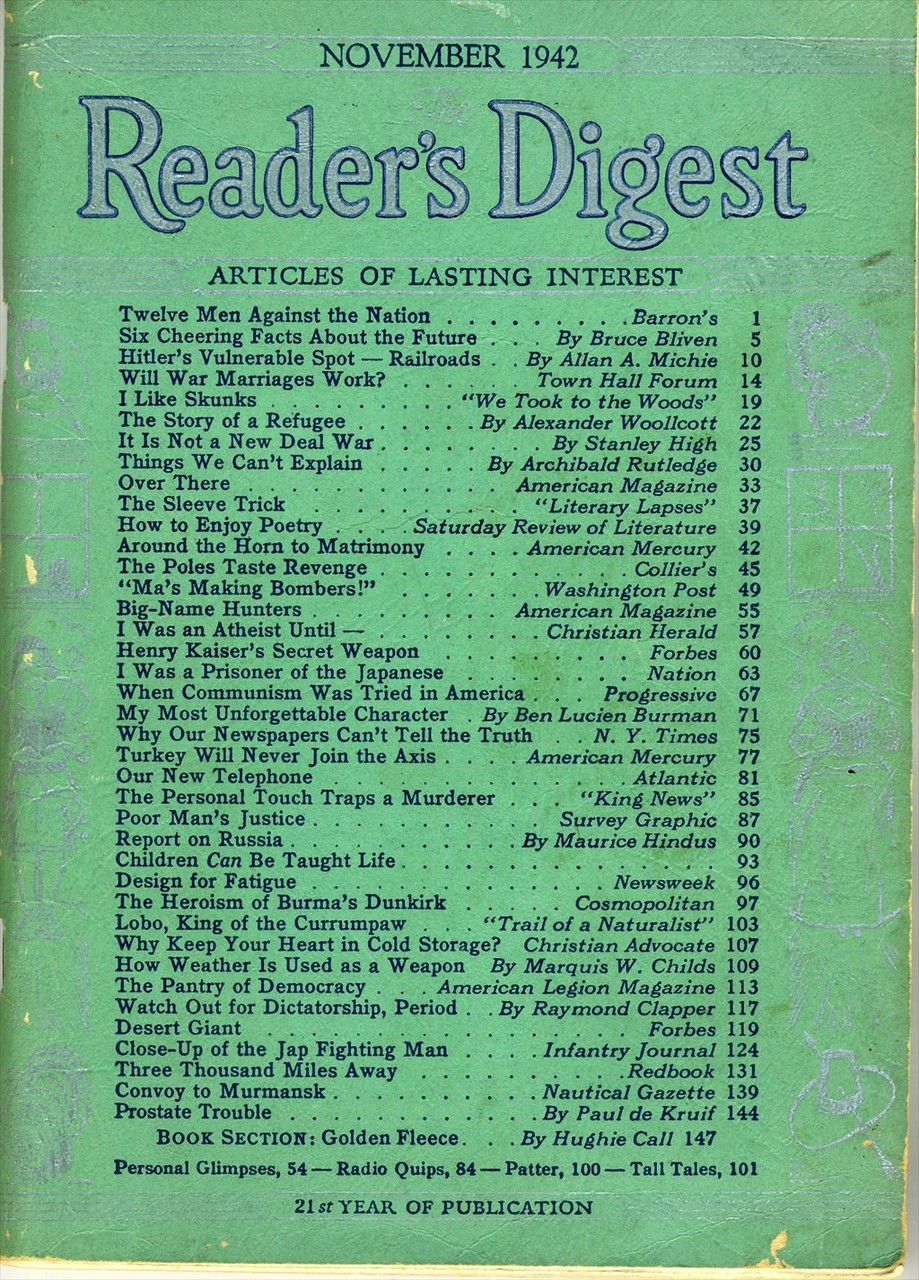 NOVEMBER 1942
The
Reader's Digest
ARTICLES OF LASTING INTEREST
Twelve Men Against the Nation . . . . . . . . . Barron's 1
Six Cheering Facts About the Future . . . By Bruce Bliven 5
Hitler's Vulnerable Spot — Railroads . . By Allan A. Michie 10
Will War Marriages Work? . . . . . . Town Hall Forum 14
I Like Skunks . . . . . . . . . "We Took to the Woods" 19
The Story of a Refugee . . . . . . By Alexander Woollcott 22
It Is Not a New Deal War . . . . . . . . By Stanley High 25
Things We Can't Explain . . . . . By Archibald Rutledge 30
Over There . . . . . . . . . . . . American Magazine 33
The Sleeve Trick . . . . . . . . . . "Literary Lapses" 37
How to Enjoy Poetry . . . . Saturday Review of Literature 39
Around the Horn to Matrimony . . . . American Mercury 42
The Poles Taste Revenge . . . . . . . . . . . . Collier's 45
"Ma's Making Bombers!" . . . . . . . Washington Post 49
Big-Name Hunters . . . . . . . . . American Magazine 55
I Was an Atheist Until — . . . . . . . . Christian Herald 57
Henry Kaiser's Secret Weapon . . . . . . . . . Forbes 60
I Was a Prisoner of the Japanese . . . . . . . . Nation 63
When Communism Was Tried in America . . . Progressive 67
My Most Unforgettable Character . By Ben Lucien Burman 71
Why Our Newspapers Can't Tell the Truth . . N. Y. Times 75
Turkey Will Never Join the Axis . . . . American Mercury 77
Our New Telephone . . . . . . . . . . . . . Atlantic 81
The Personal Touch Traps a Murderer . . . "King News" 85
Poor Man's Justice . . . . . . . . . . . Survey Graphic 87
Report on Russia . . . . . . . . . . By Maurice Hindus 90
Children Can Be Taught Life . . . . . . . . . . . . . . 93
Design for Fatigue . . . . . . . . . . . . . Newsweek 96
The Heroism of Burma's Dunkirk . . . . . Cosmopolitan 97
Lobo, King of the Currumpaw . . . "Trail of a Naturalist" 103
Why Keep Your Heart in Cold Storage? Christian Advocate 107
How Weather Is Used as a Weapon By Marquis W. Childs 109
The Pantry of Democracy . . . American Legion Magazine 113
Watch Out for Dictatorship, Period . . By Raymond Clapper 117
Desert Giant . . . . . . . . . . . . . . . . Forbes 119
Close-Up of the Jap Fighting Man . . . . Infantry Journal 124
Three Thousand Miles Away . . . . . . . . . . Redbook 131
Convoy to Murmansk . . . . . . . . . Nautical Gazette 139
Prostate Trouble . . . . . . . . . . . . By Paul de Kruif 144
BOOK SECTION: Golden Fleece . . . By Hughie Call 147
Personal Glimpses, 54 — Radio Quips, 84 — Patter, 100 — Tall Tales, 101
21st YEAR OF PUBLICATION